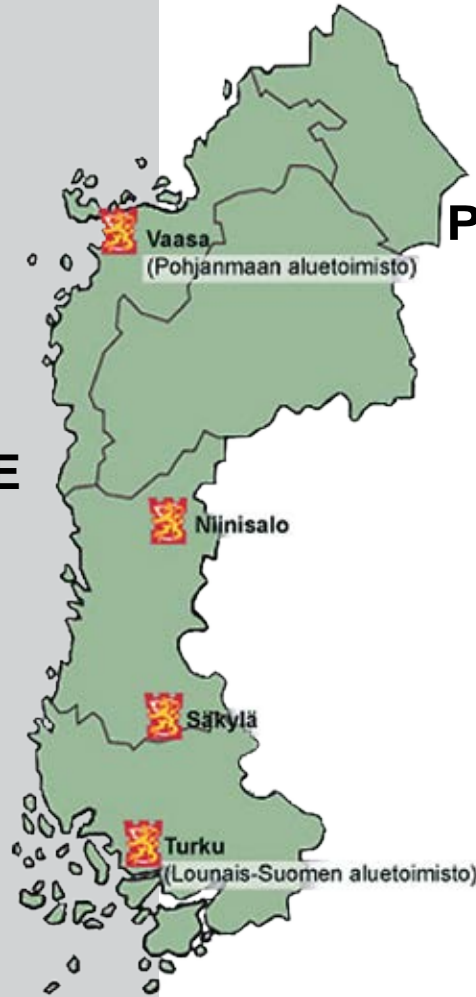 P
Vaasa
(Pohjanmaan aluetoimisto)
E
Niinisalo
Säkylä
Turku
(Lounais-Suomen aluetoimisto)